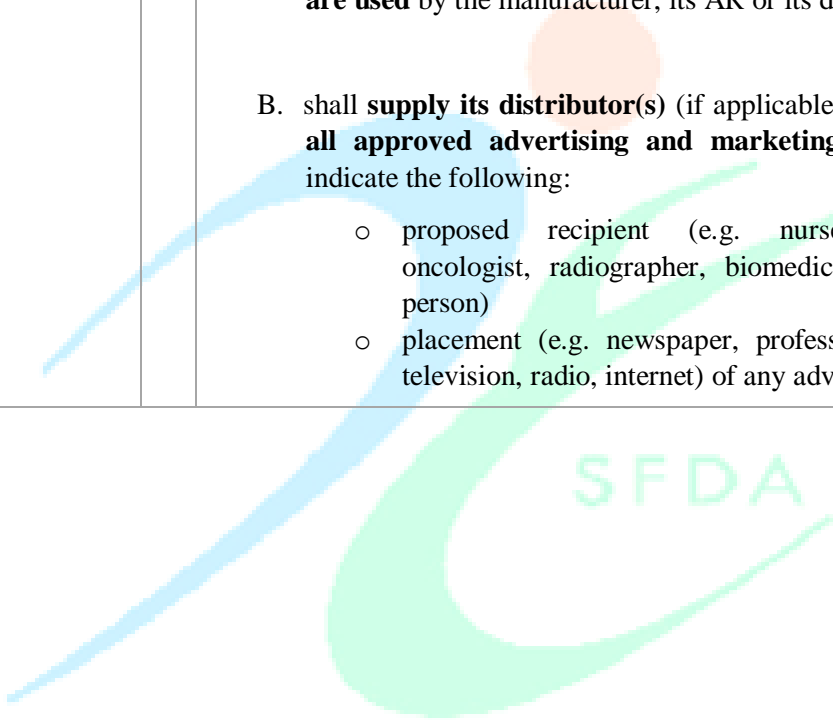 are used by the manufacturer, its AR or its d
B. shall supply its distributor(s) (if applicable
all approved advertising and marketing
indicate the following:
o proposed recipient (e.g. nurs
oncologist, radiographer, biomedic
person)
o placement (e.g. newspaper, profess
television, radio, internet) of any adv
SFDA